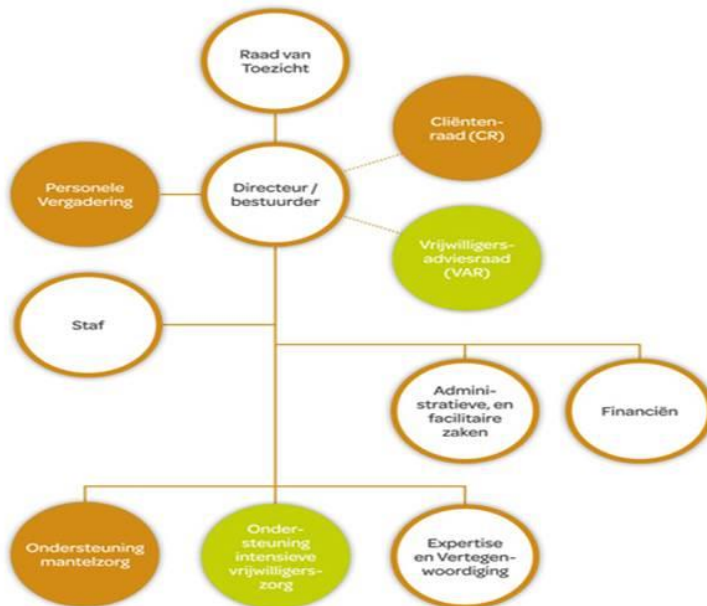 Raad van
Toezicht
Cliënten-
raad (CR)
Personele
Vergadering
Directeur /
bestuurder
Vrijwilligers-
adviesraad
(VAR)
Staf
Admini-
stratieve, en
facilitaire
zaken
Financiën
Ondersteuning
mantelzorg
Onder-
steuning
intensieve
vrijwilligers-
zorg
Expertise
en Vertegen-
woordiging